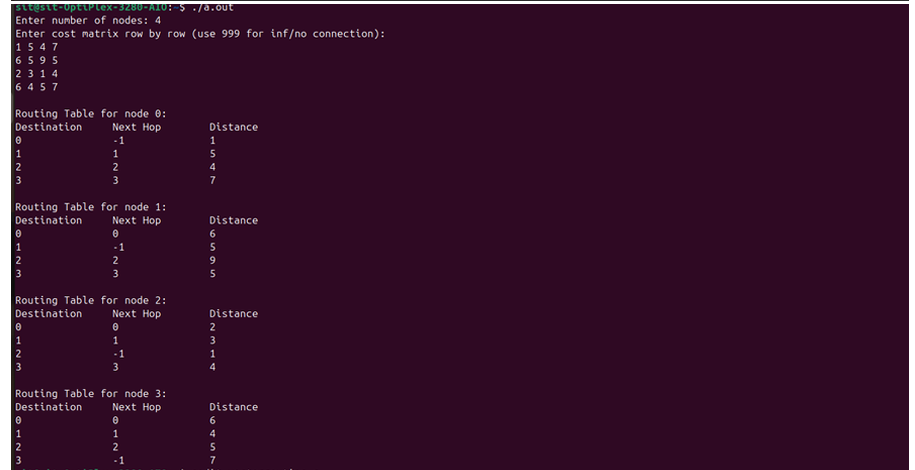 sit@sit-OptiPlex-3280-AIO:~$ ./a.out
Enter number of nodes: 4
Enter cost matrix row by row (use 999 for inf/no connection):
1 5 4 7
6 5 9 5
2 3 1 4
6 4 5 7
Routing Table for node 0:
Destination Next Hop Distance
0 -1 1
1 1 5
2 2 4
3 3 7
Routing Table for node 1:
Destination Next Hop Distance
0 0 6
1 -1 5
2 2 9
3 3 5
Routing Table for node 2:
Destination Next Hop Distance
0 0 2
1 1 3
2 -1 1
3 3 4
Routing Table for node 3:
Destination Next Hop Distance
0 0 6
1 1 4
2 2 5
3 -1 7